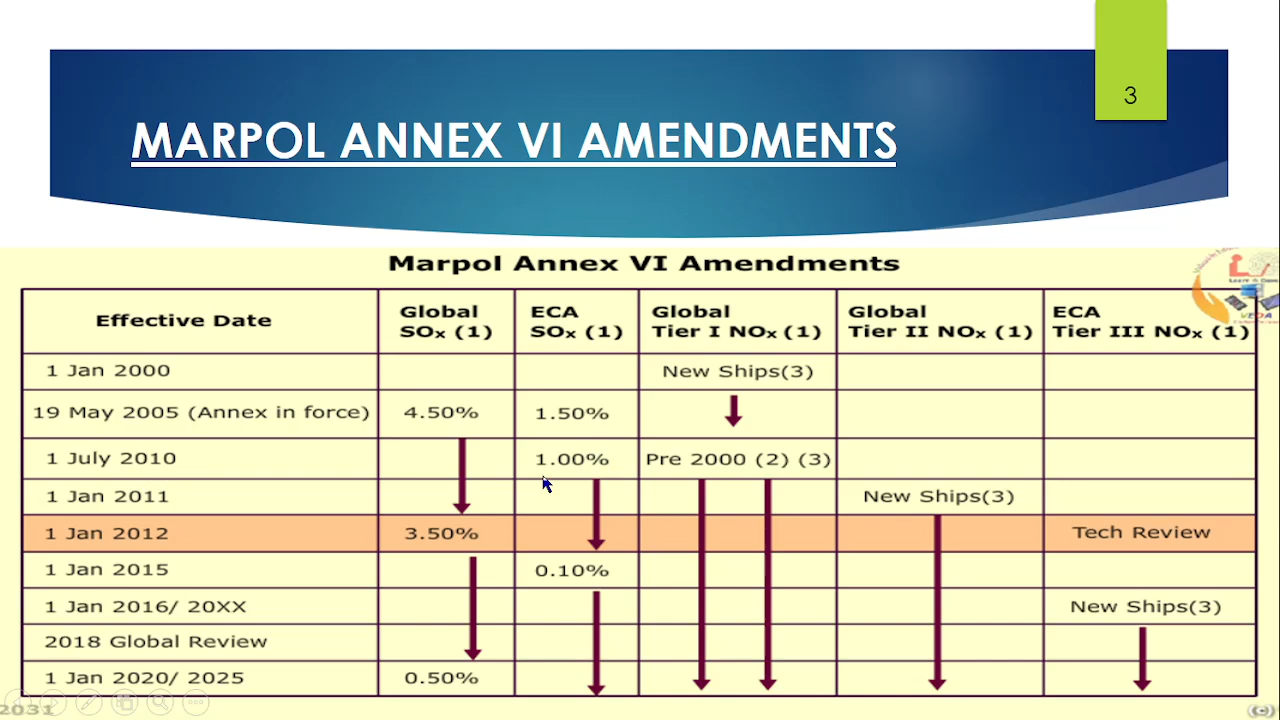 3
MARPOL ANNEX VI AMENDMENTS
Marpol Annex VI Amendments
Effective Date
Global
SOx (1)
ECA
SOx (1)
Global
Tier I NOx (1)
Global
Tier II NOx (1)
ECA
Tier III NOx (1)
1 Jan 2000
New Ships(3)
19 May 2005 (Annex in force)
4.50%
1.50%
1 July 2010
1.00%
Pre 2000 (2) (3)
1 Jan 2011
New Ships(3)
1 Jan 2012
3.50%
Tech Review
1 Jan 2015
0.10%
1 Jan 2016/ 20XX
New Ships(3)
2018 Global Review
1 Jan 2020/ 2025
0.50%
2031
(c)
VEDA